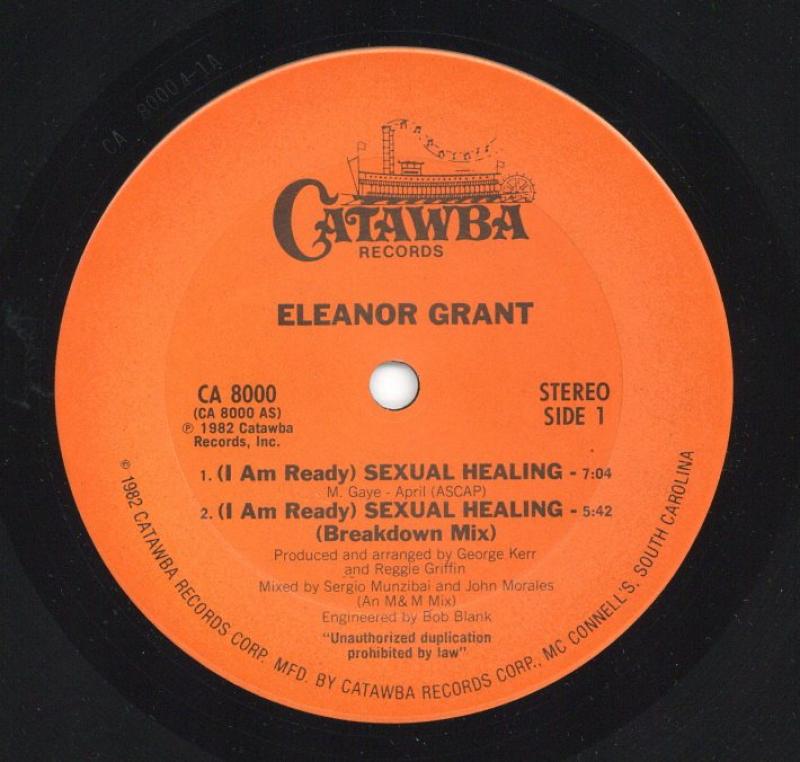 CA 8000A-1A
CATAWBA
RECORDS
ELEANOR GRANT
CA 8000
(CA 8000 AS)
℗ 1982 Catawba
Records, Inc.
STEREO
SIDE 1
1. (I Am Ready) SEXUAL HEALING - 7:04
M. Gaye - April (ASCAP)
2. (I Am Ready) SEXUAL HEALING - 5:42
(Breakdown Mix)
Produced and arranged by George Kerr
and Reggie Griffin
Mixed by Sergio Munzibai and John Morales
(An M&M Mix)
Engineered by Bob Blank
"Unauthorized duplication
prohibited by law"
© 1982 CATAWBA RECORDS CORP. MFD. BY CATAWBA RECORDS CORP., MC CONNELL'S, SOUTH CAROLINA